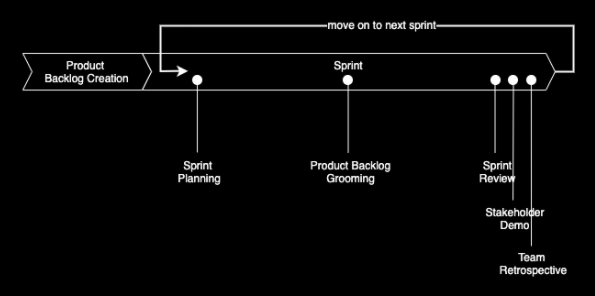 move on to next sprint
Product
Backlog Creation
Sprint
Sprint
Planning
Product Backlog
Grooming
Sprint
Review
Stakeholder
Demo
Team
Retrospective